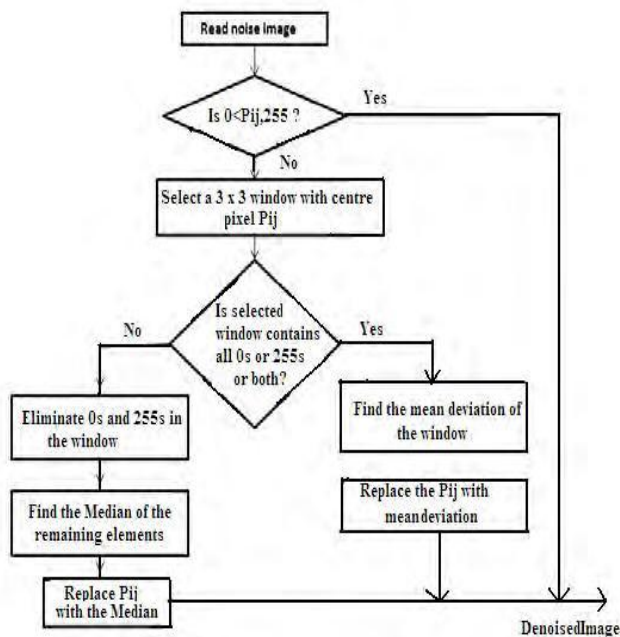 Read noise image
Is 0<Pij,255 ?
Yes
No
Select a 3 x 3 window with centre
pixel Pij
Is selected
window contains
all 0s or 255s
or both?
No
Yes
Eliminate 0s and 255s in
the window
Find the mean deviation of
the window
Find the Median of the
remaining elements
Replace the Pij with
meandeviation
Replace Pij
with the Median
DenoisedImage